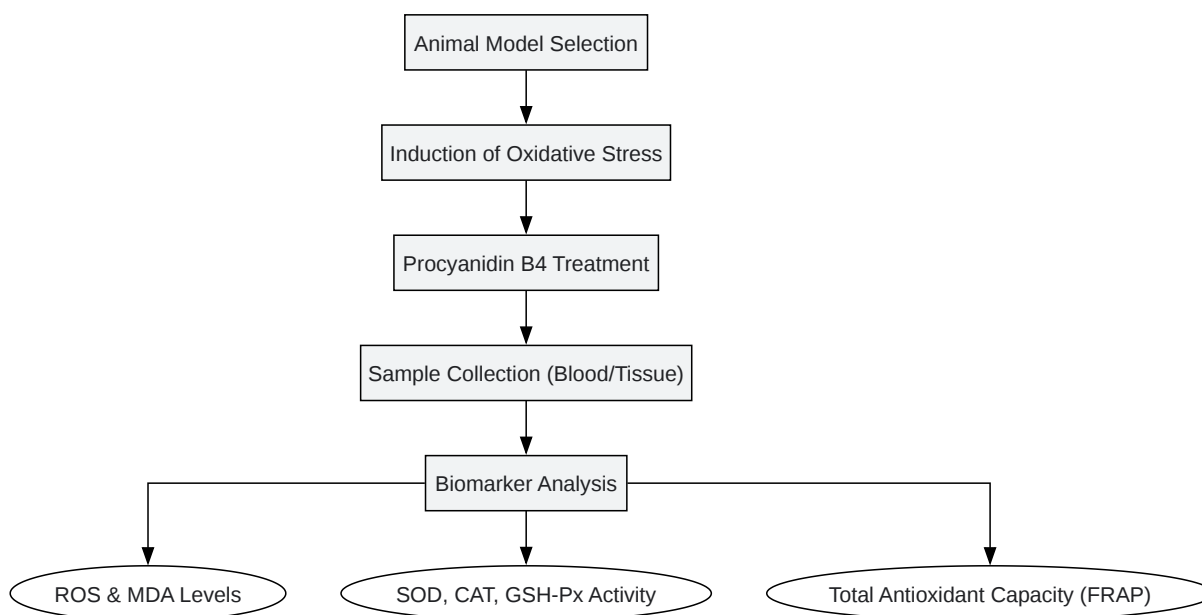 Animal Model Selection
Induction of Oxidative Stress
Procyanidin B4 Treatment
Sample Collection (Blood/Tissue)
Biomarker Analysis
ROS & MDA Levels
SOD, CAT, GSH-Px Activity
Total Antioxidant Capacity (FRAP)